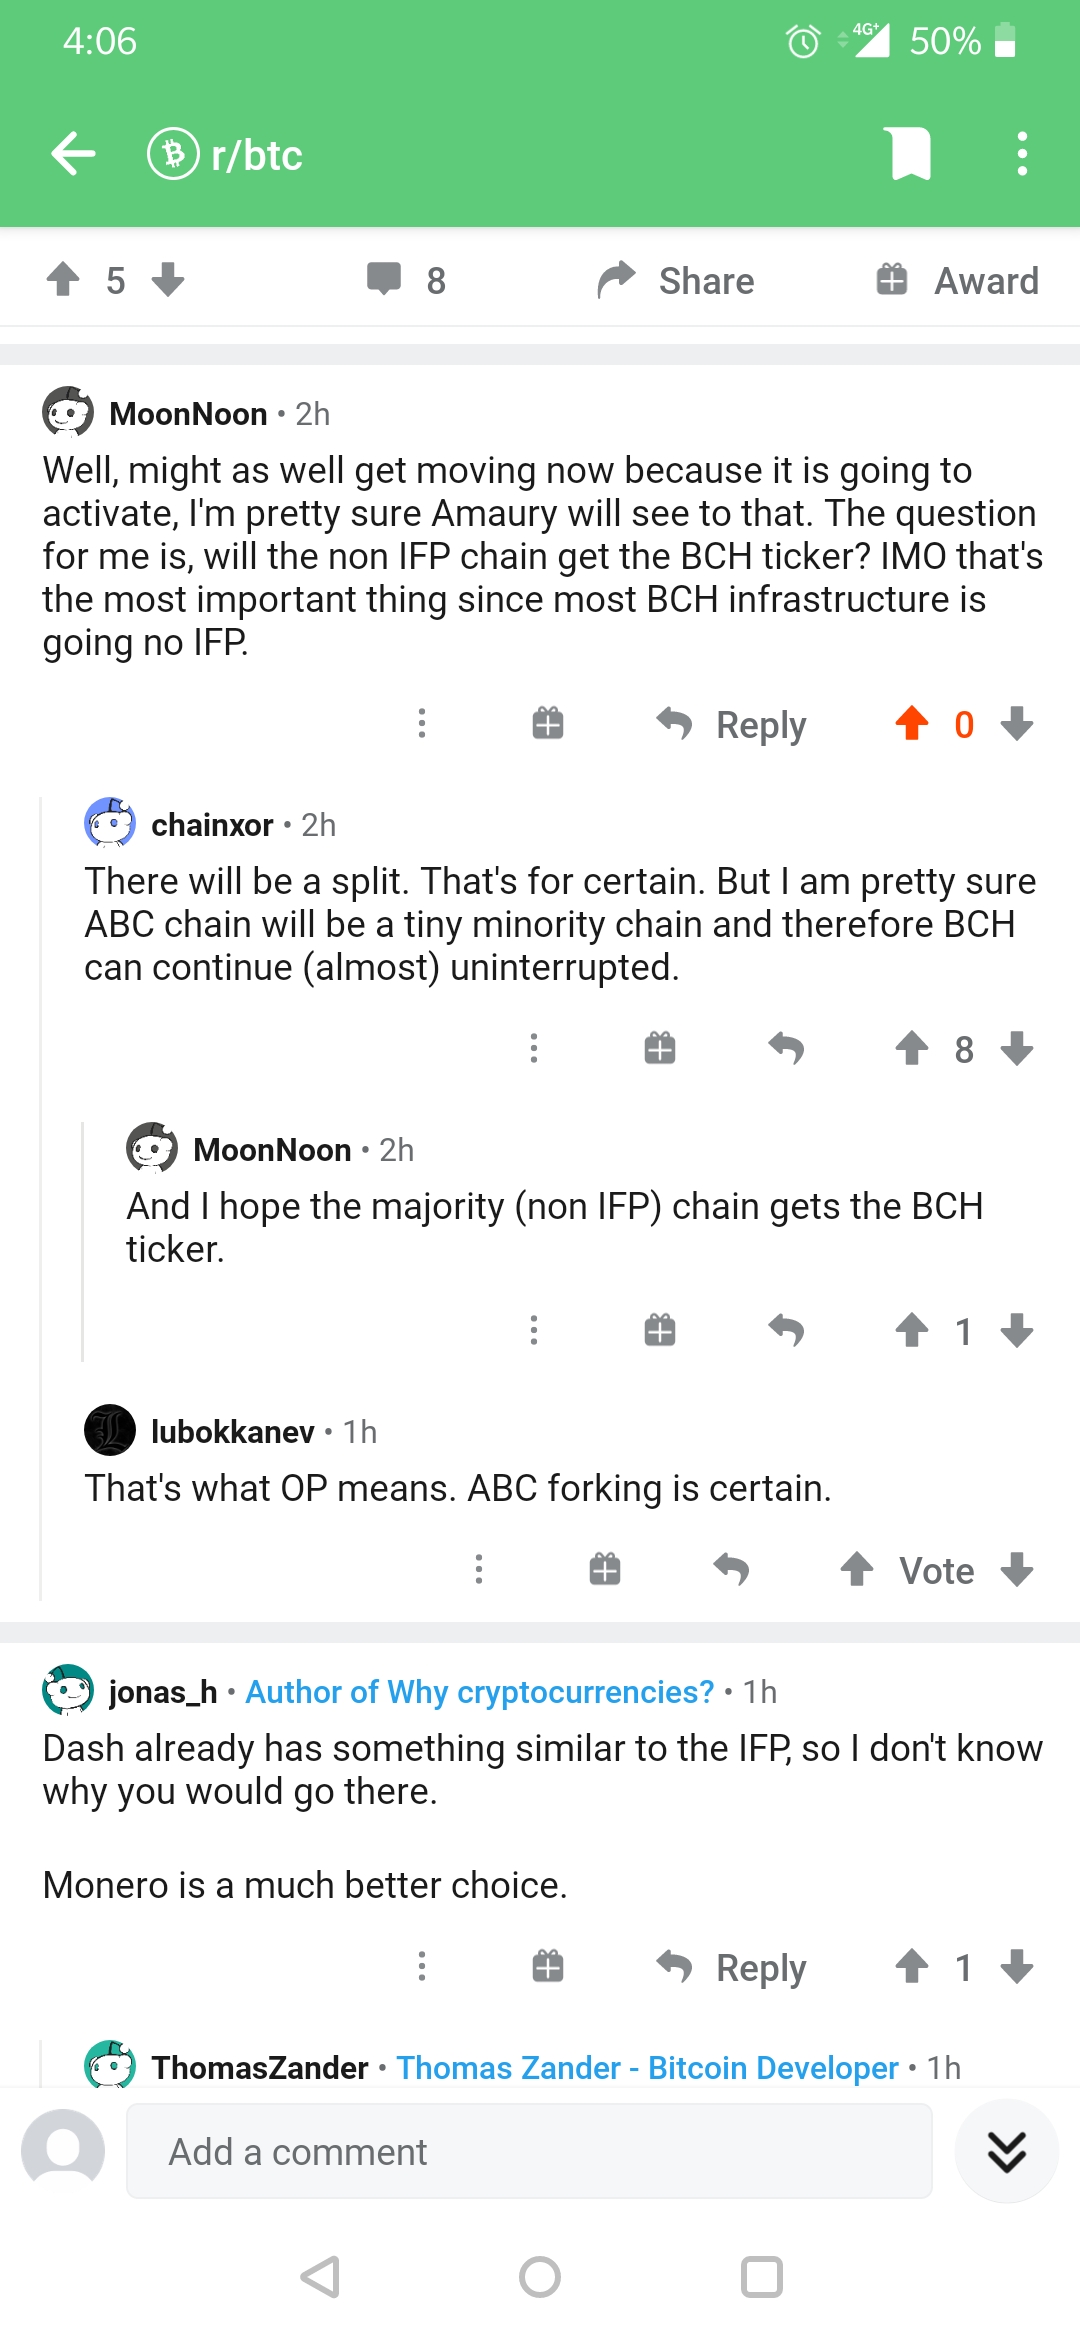 4:06
4G+
50%
r/btc
5
8
Share
Award
MoonNoon • 2h
Well, might as well get moving now because it is going to
activate, I'm pretty sure Amaury will see to that. The question
for me is, will the non IFP chain get the BCH ticker? IMO that's
the most important thing since most BCH infrastructure is
going no IFP.
Reply
0
chainxor • 2h
There will be a split. That's for certain. But I am pretty sure
ABC chain will be a tiny minority chain and therefore BCH
can continue (almost) uninterrupted.
8
MoonNoon • 2h
And I hope the majority (non IFP) chain gets the BCH
ticker.
1
lubokkanev • 1h
That's what OP means. ABC forking is certain.
Vote
jonas_h • Author of Why cryptocurrencies? • 1h
Dash already has something similar to the IFP, so I don't know
why you would go there.
Monero is a much better choice.
Reply
1
ThomasZander • Thomas Zander - Bitcoin Developer • 1h
Add a comment